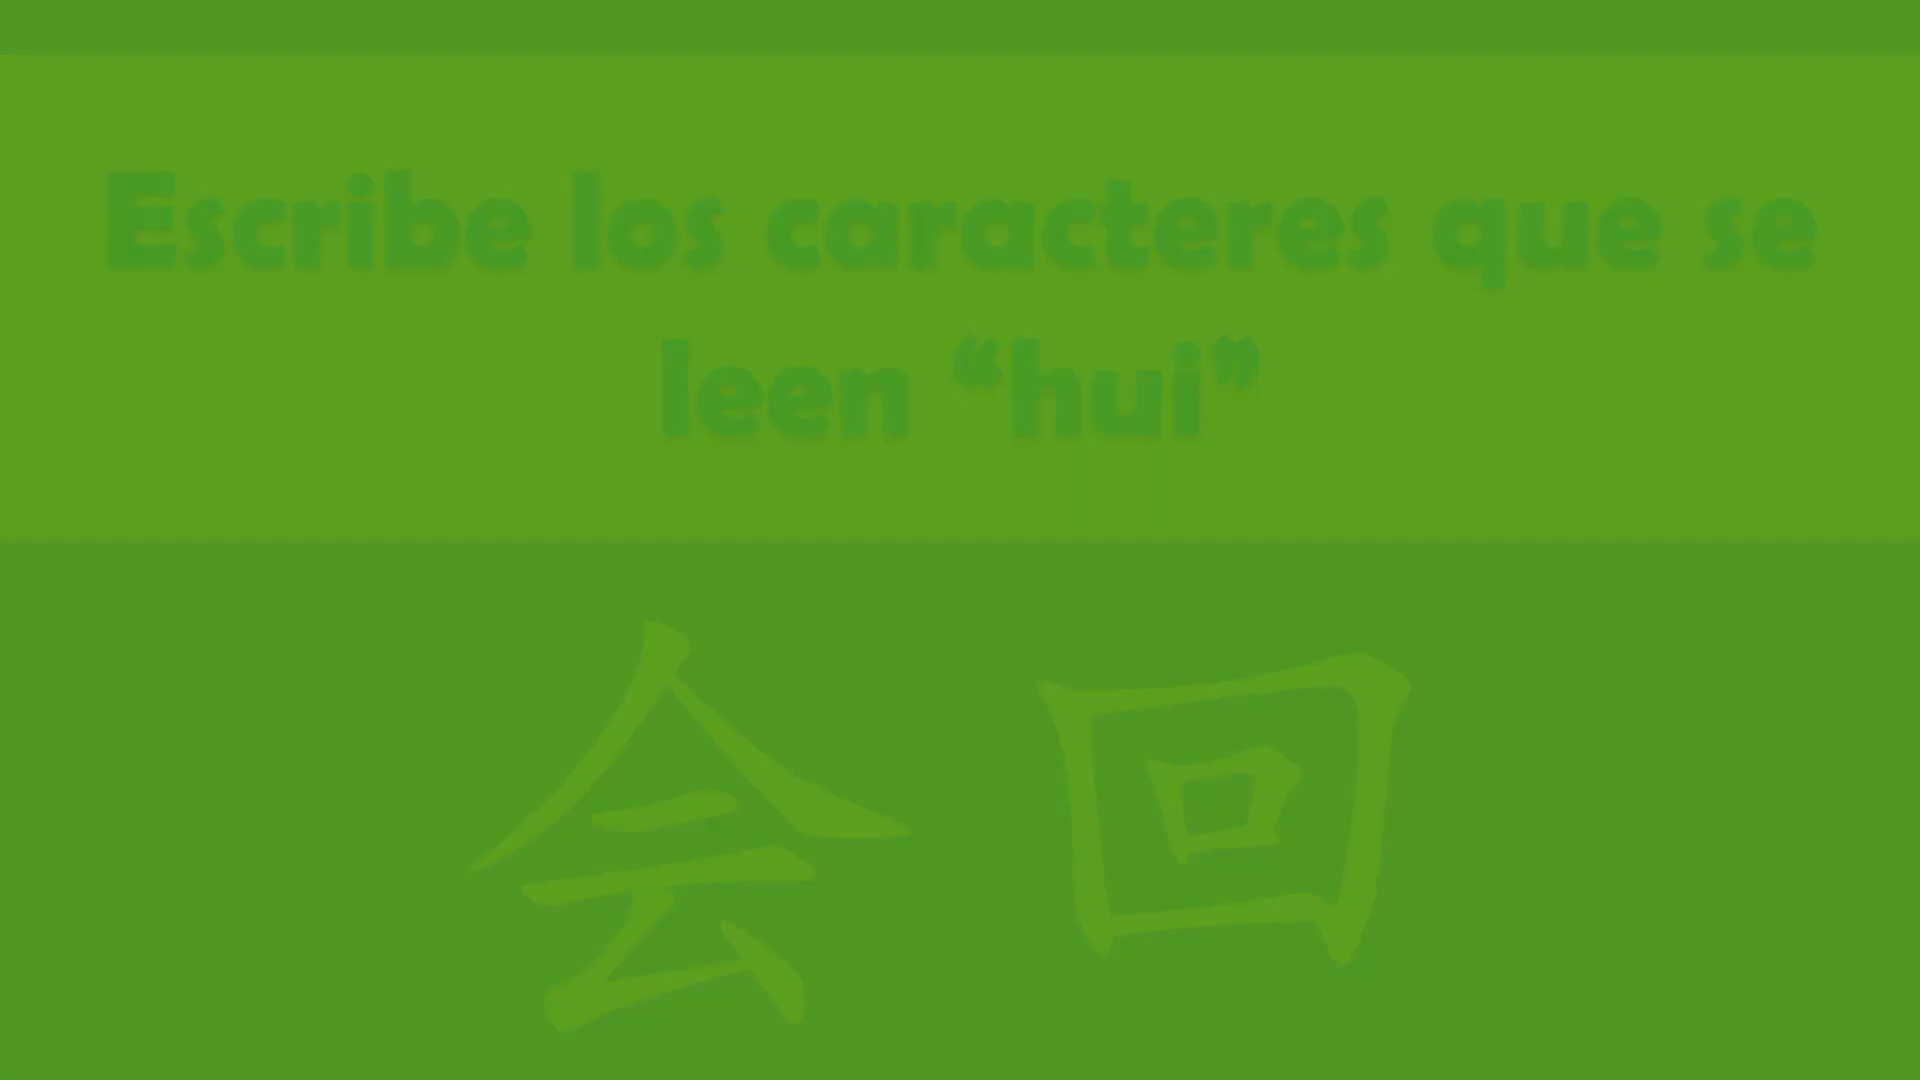 Escribe los caracteres que se
leen “hui”
会 回